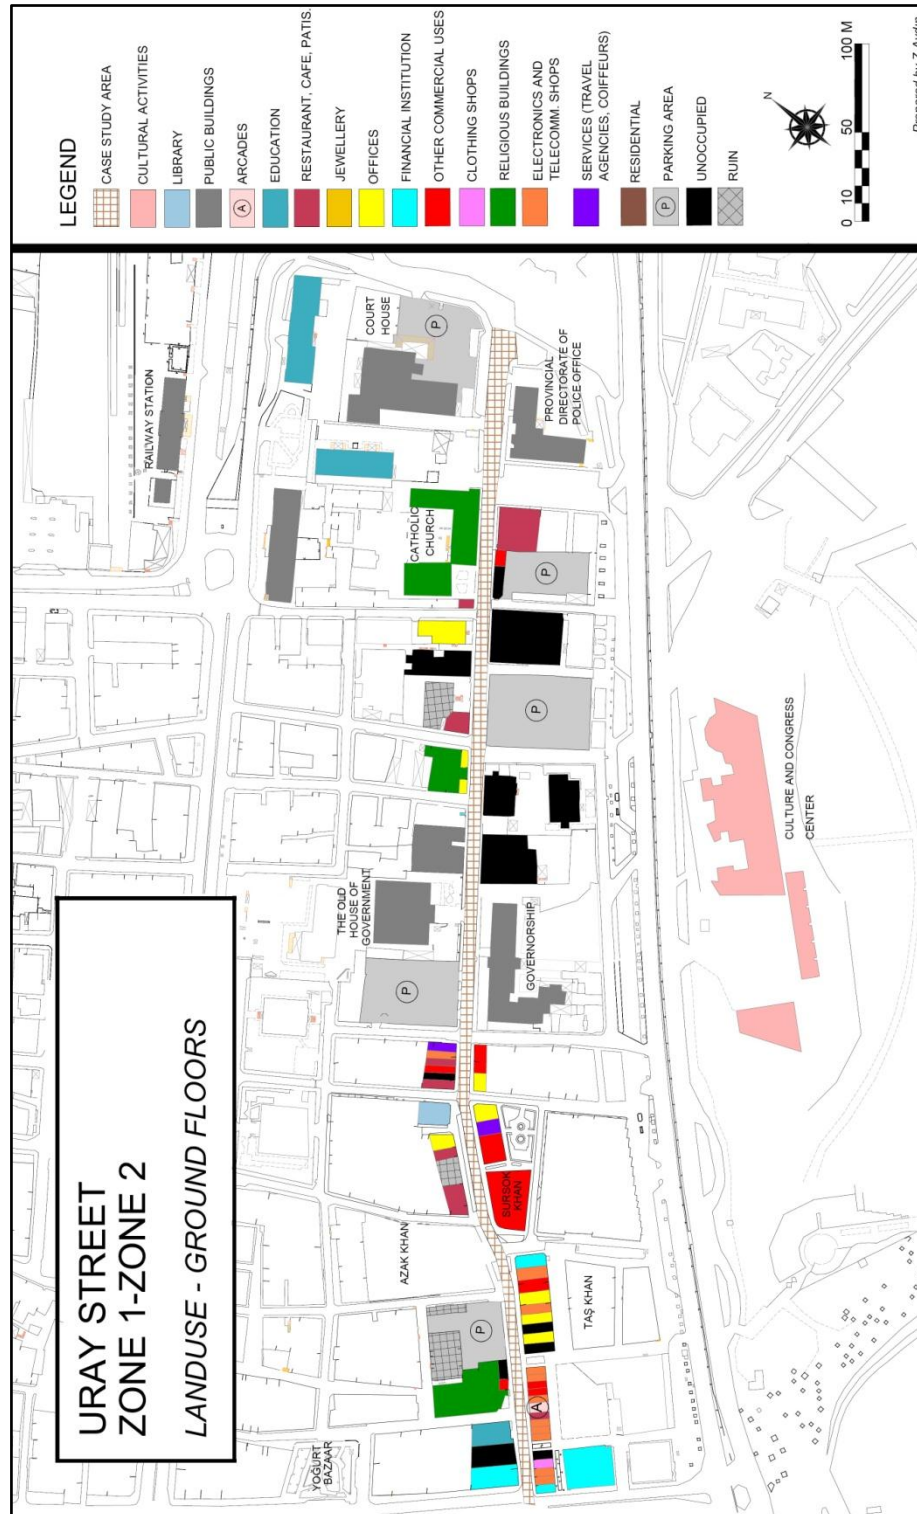 URAY STREET
ZONE 1-ZONE 2
LANDUSE - GROUND FLOORS
YOGURT
BAZAAR
AZAK KHAN
THE OLD
HOUSE OF
GOVERNMENT
CATHOLIC
CHURCH
RAILWAY STATION
COURT
HOUSE
P
P
P
A
TAŞ KHAN
SURSOK
KHAN
GOVERNORSHIP
P
P
PROVINCIAL
DIRECTORATE OF
POLICE OFFICE
CULTURE AND CONGRESS
CENTER
LEGEND
CASE STUDY AREA
CULTURAL ACTIVITIES
LIBRARY
PUBLIC BUILDINGS
A
ARCADES
EDUCATION
RESTAURANT, CAFE, PATIS.
JEWELLERY
OFFICES
FINANCIAL INSTITUTION
OTHER COMMERCIAL USES
CLOTHING SHOPS
RELIGIOUS BUILDINGS
ELECTRONICS AND
TELECOMM. SHOPS
SERVICES (TRAVEL
AGENCIES, COIFFEURS)
RESIDENTIAL
P
PARKING AREA
UNOCCUPIED
RUIN
N
0 10 50 100 M
Prepared by Z.Aydın